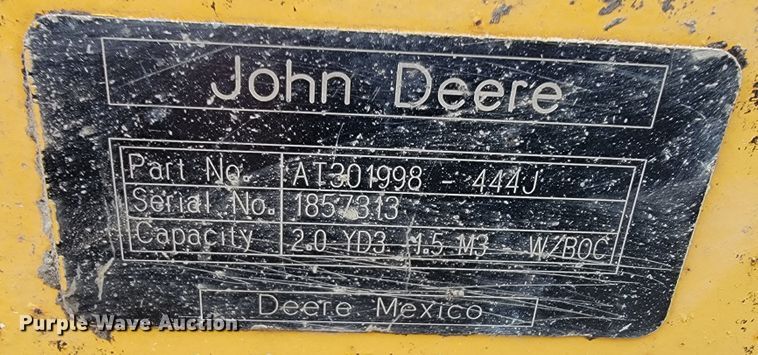 John Deere
Part No. AT301998 - 444J
Serial No. 1857313
Capacity 2.0 YD3 1.5 M3 W/BOC
Deere Mexico
Purple Wave Auction